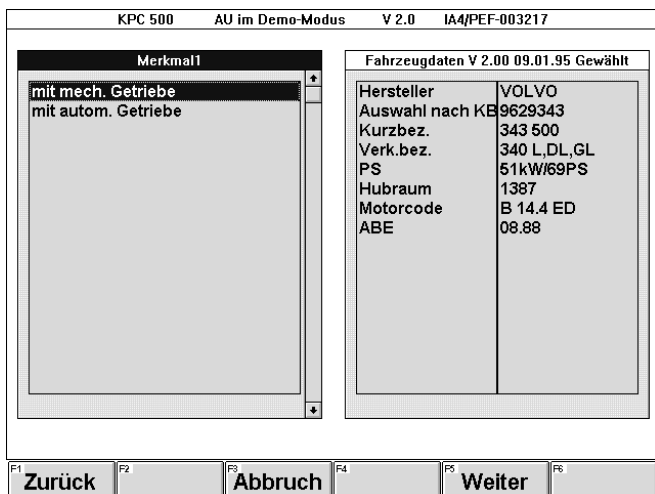 KPC 500 AU im Demo-Modus V 2.0 IA4/PEF-003217
Merkmal1
mit mech. Getriebe
mit autom. Getriebe
Fahrzeugdaten V 2.00 09.01.95 Gewählt
Hersteller VOLVO
Auswahl nach KB 9629343
Kurzbez. 343 500
Verk.bez. 340 L,DL,GL
PS 51kW/69PS
Hubraum 1387
Motorcode B 14.4 ED
ABE 08.88
F1 Zurück F2 F3 Abbruch F4 F5 Weiter F6